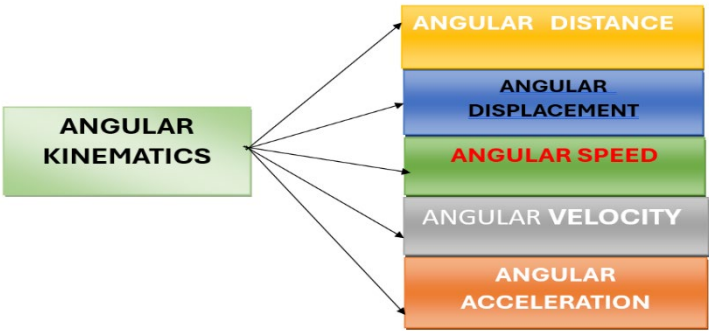 ANGULAR
KINEMATICS
ANGULAR DISTANCE
ANGULAR
DISPLACEMENT
ANGULAR SPEED
ANGULAR VELOCITY
ANGULAR
ACCELERATION